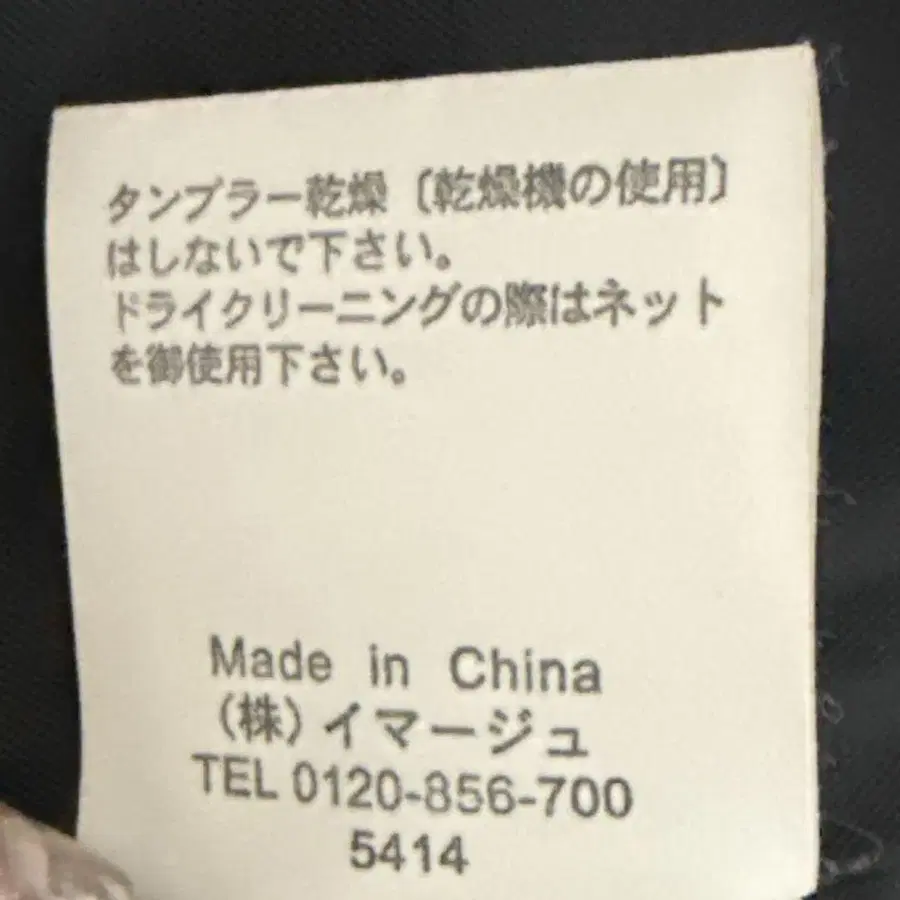 タンブラー乾燥〔乾燥機の使用〕
はしないで下さい。
ドライクリーニングの際はネット
を御使用下さい。
Made in China
(株)イマージュ
TEL 0120-856-700
5414